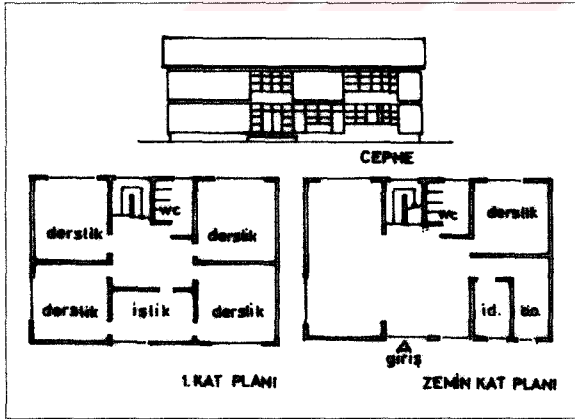 CEPHE
wc
derslik
derslik
derslik
işlik
derslik
1. KAT PLANI
wc
derslik
id.
giriş
ZEMİN KAT PLANI